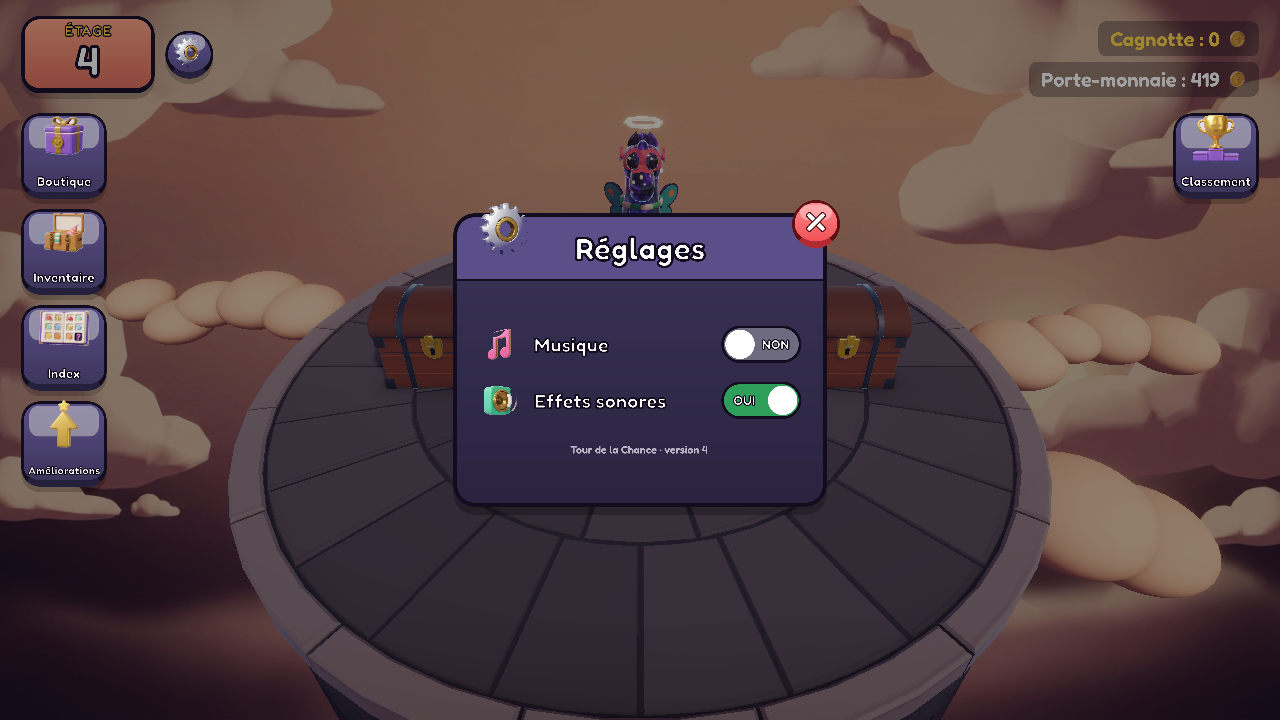 ÉTAGE
4
Cagnotte : 0
Porte-monnaie : 419
Boutique
Classement
Inventaire
Index
Améliorations
Réglages
Musique
NON
Effets sonores
OUI
Tour de la Chance · version 4